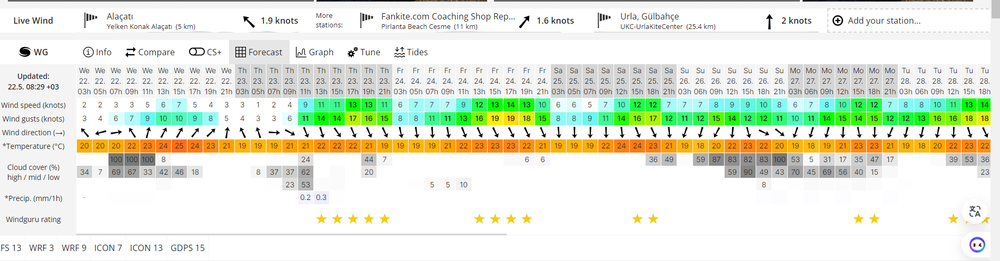 Live Wind
Alaçatı
Yelken Konak Alaçatı (5 km)
1.9 knots
More
stations:
Fankite.com Coaching Shop Rep...
Pirlanta Beach Cesme (11 km)
1.6 knots
Urla, Gülbahçe
UKC-UrlaKiteCenter (25.4 km)
2 knots
Add your station...
WG Info Compare CS+ Forecast Graph Tune Tides
Updated:
22.5. 08:29 +03
We We We We We We We We We We Th Th Th Th Th Th Th Th Th Th Fr Fr Fr Fr Fr Fr Fr Fr Fr Fr Sa Sa Sa Sa Sa Sa Sa Sa Su Su Su Su Su Su Su Mo Mo Mo Mo Mo Mo Mo Tu Tu Tu Tu Tu Tu
22. 22. 22. 22. 22. 22. 22. 22. 22. 22. 23. 23. 23. 23. 23. 23. 23. 23. 23. 23. 24. 24. 24. 24. 24. 24. 24. 24. 24. 24. 25. 25. 25. 25. 25. 25. 25. 25. 26. 26. 26. 26. 26. 26. 26. 27. 27. 27. 27. 27. 27. 27. 28. 28. 28. 28. 28. 28.
03h 05h 07h 09h 11h 13h 15h 17h 19h 21h 03h 05h 07h 09h 11h 13h 15h 17h 19h 21h 03h 05h 07h 09h 11h 13h 15h 17h 19h 21h 03h 05h 09h 12h 14h 16h 18h 21h 03h 06h 09h 12h 15h 18h 20h 03h 06h 09h 12h 15h 18h 21h 03h 06h 09h 12h 15h 18h
Wind speed (knots) 2 2 3 3 5 6 7 5 4 3 3 1 2 4 9 11 11 13 13 11 6 7 7 7 9 12 13 14 13 10 6 6 5 7 10 12 12 7 7 7 8 9 9 10 8 6 7 8 10 12 12 7 8 8 10 11 13 14
Wind gusts (knots) 3 4 6 7 9 10 10 9 8 5 4 3 3 6 11 14 14 17 16 15 8 8 11 11 13 16 19 19 18 15 8 8 9 11 14 16 17 12 11 12 15 14 12 12 12 10 11 14 15 14 15 12 12 13 16 16 18 18
Wind direction (→)
*Temperature (°C) 20 20 20 22 23 24 25 24 23 21 19 19 19 21 21 22 22 22 21 19 19 19 19 21 22 23 23 23 22 21 19 19 19 22 24 24 23 21 19 18 20 22 23 22 20 19 18 19 21 23 23 21 19 18 20 22 23 22
Cloud cover (%)
high / mid / low
100 100 100 8 24 44 7 6 6 36 49 59 87 83 82 83 100 53 5 31 17 35 47 17 39 53 36
34 7 69 67 33 42 46 18 8 37 37 62 20 59 90 49 43 70 45 69 56 40 15 23
23 53 5 5 10 8
*Precip. (mm/1h) - 0.2 0.3
Windguru rating
FS 13 WRF 3 WRF 9 ICON 7 ICON 13 GDPS 15